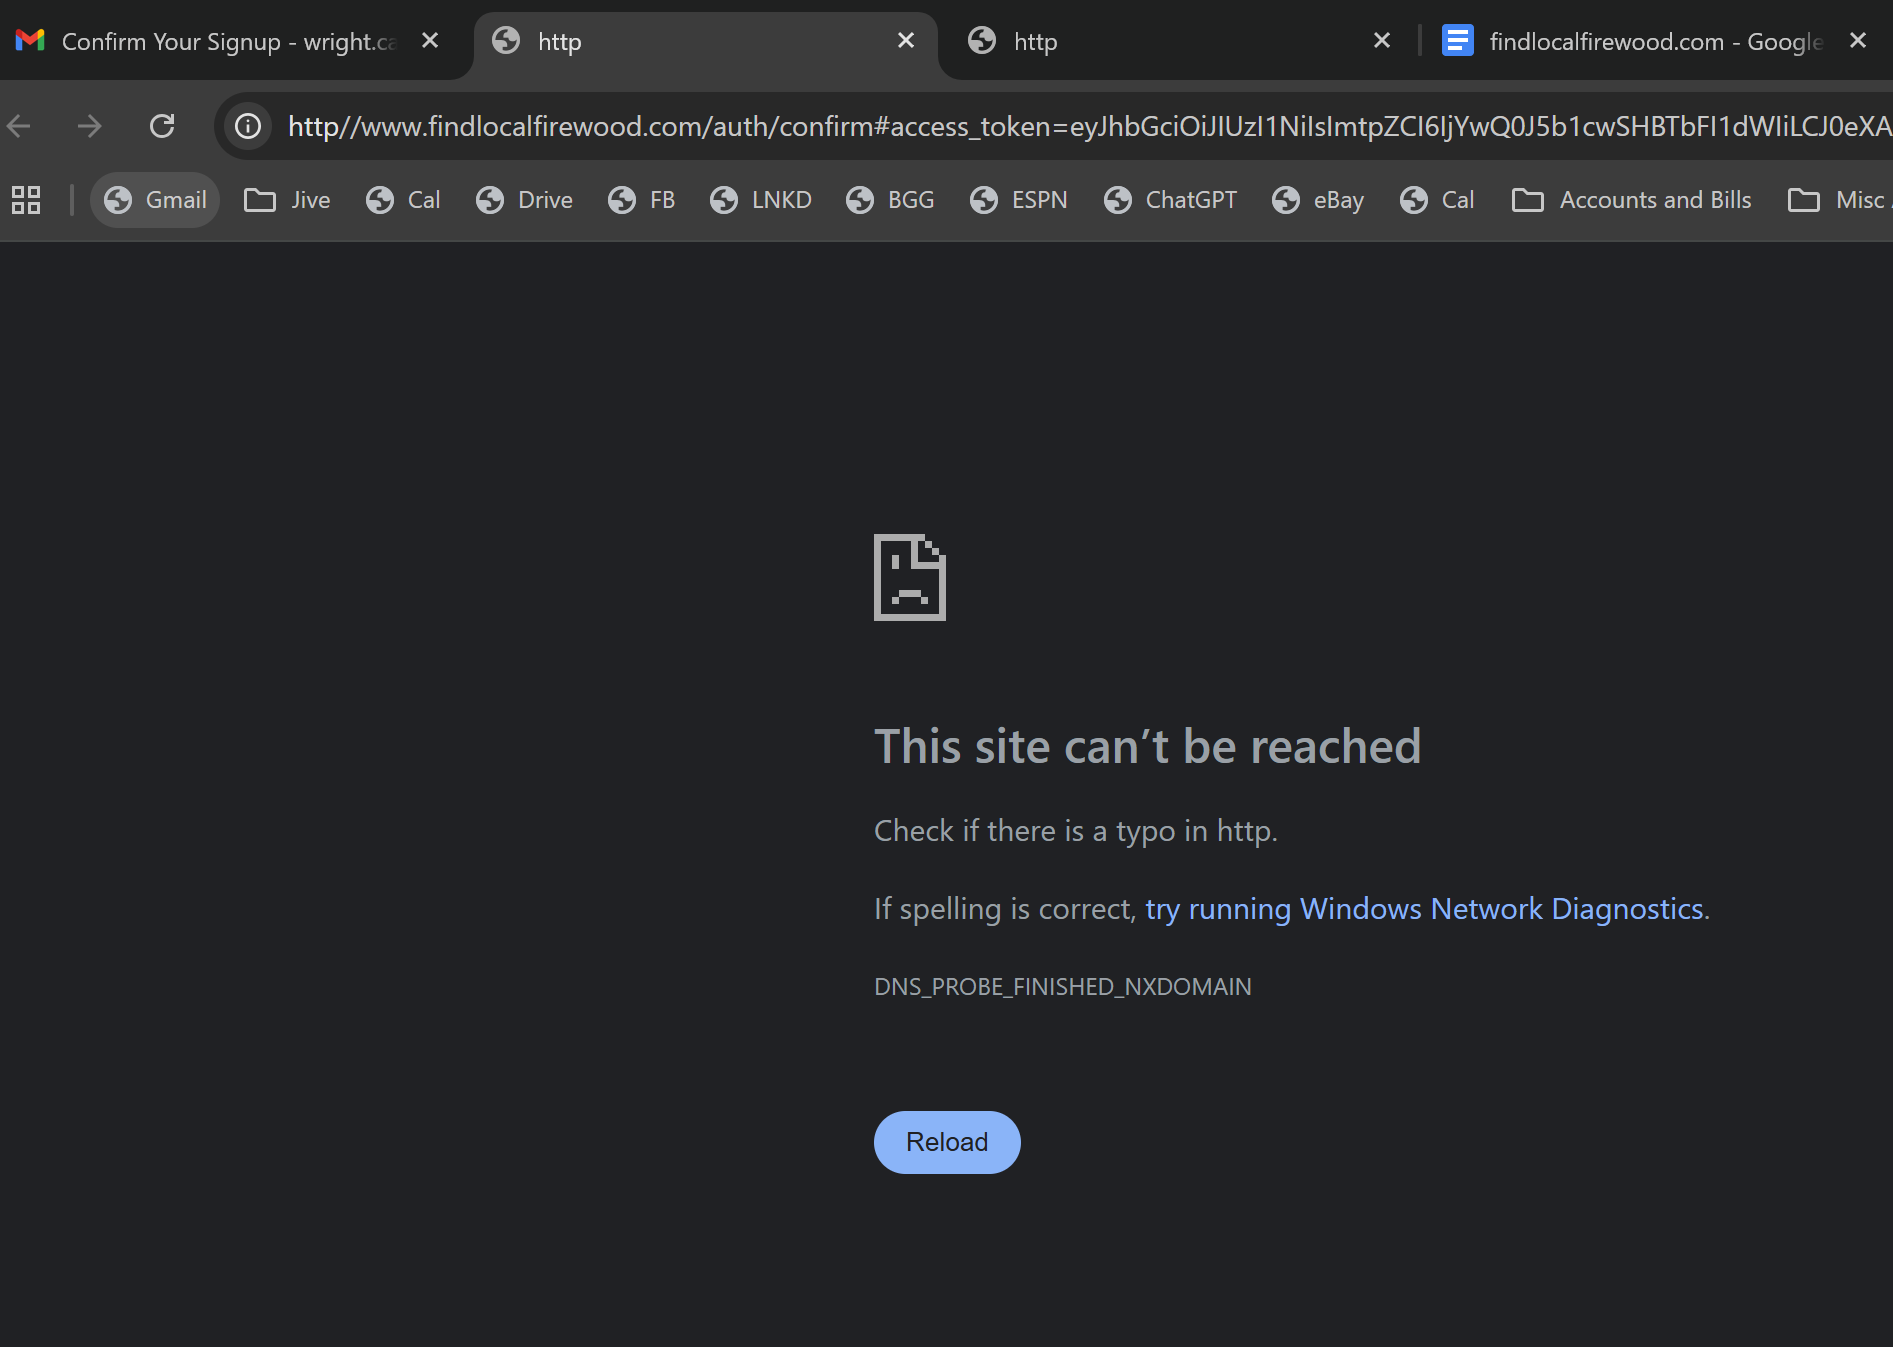 Confirm Your Signup - wright.ca
http
http
findlocalfirewood.com - Google
http//www.findlocalfirewood.com/auth/confirm#access_token=eyJhbGciOiJIUzI1NiIsImtpZCI6IjYwQ0J5b1cwSHBTbFI1dWIiLCJ0eXA
Gmail Jive Cal Drive FB LNKD BGG ESPN ChatGPT eBay Cal Accounts and Bills Misc
This site can’t be reached
Check if there is a typo in http.
If spelling is correct, try running Windows Network Diagnostics.
DNS_PROBE_FINISHED_NXDOMAIN
Reload